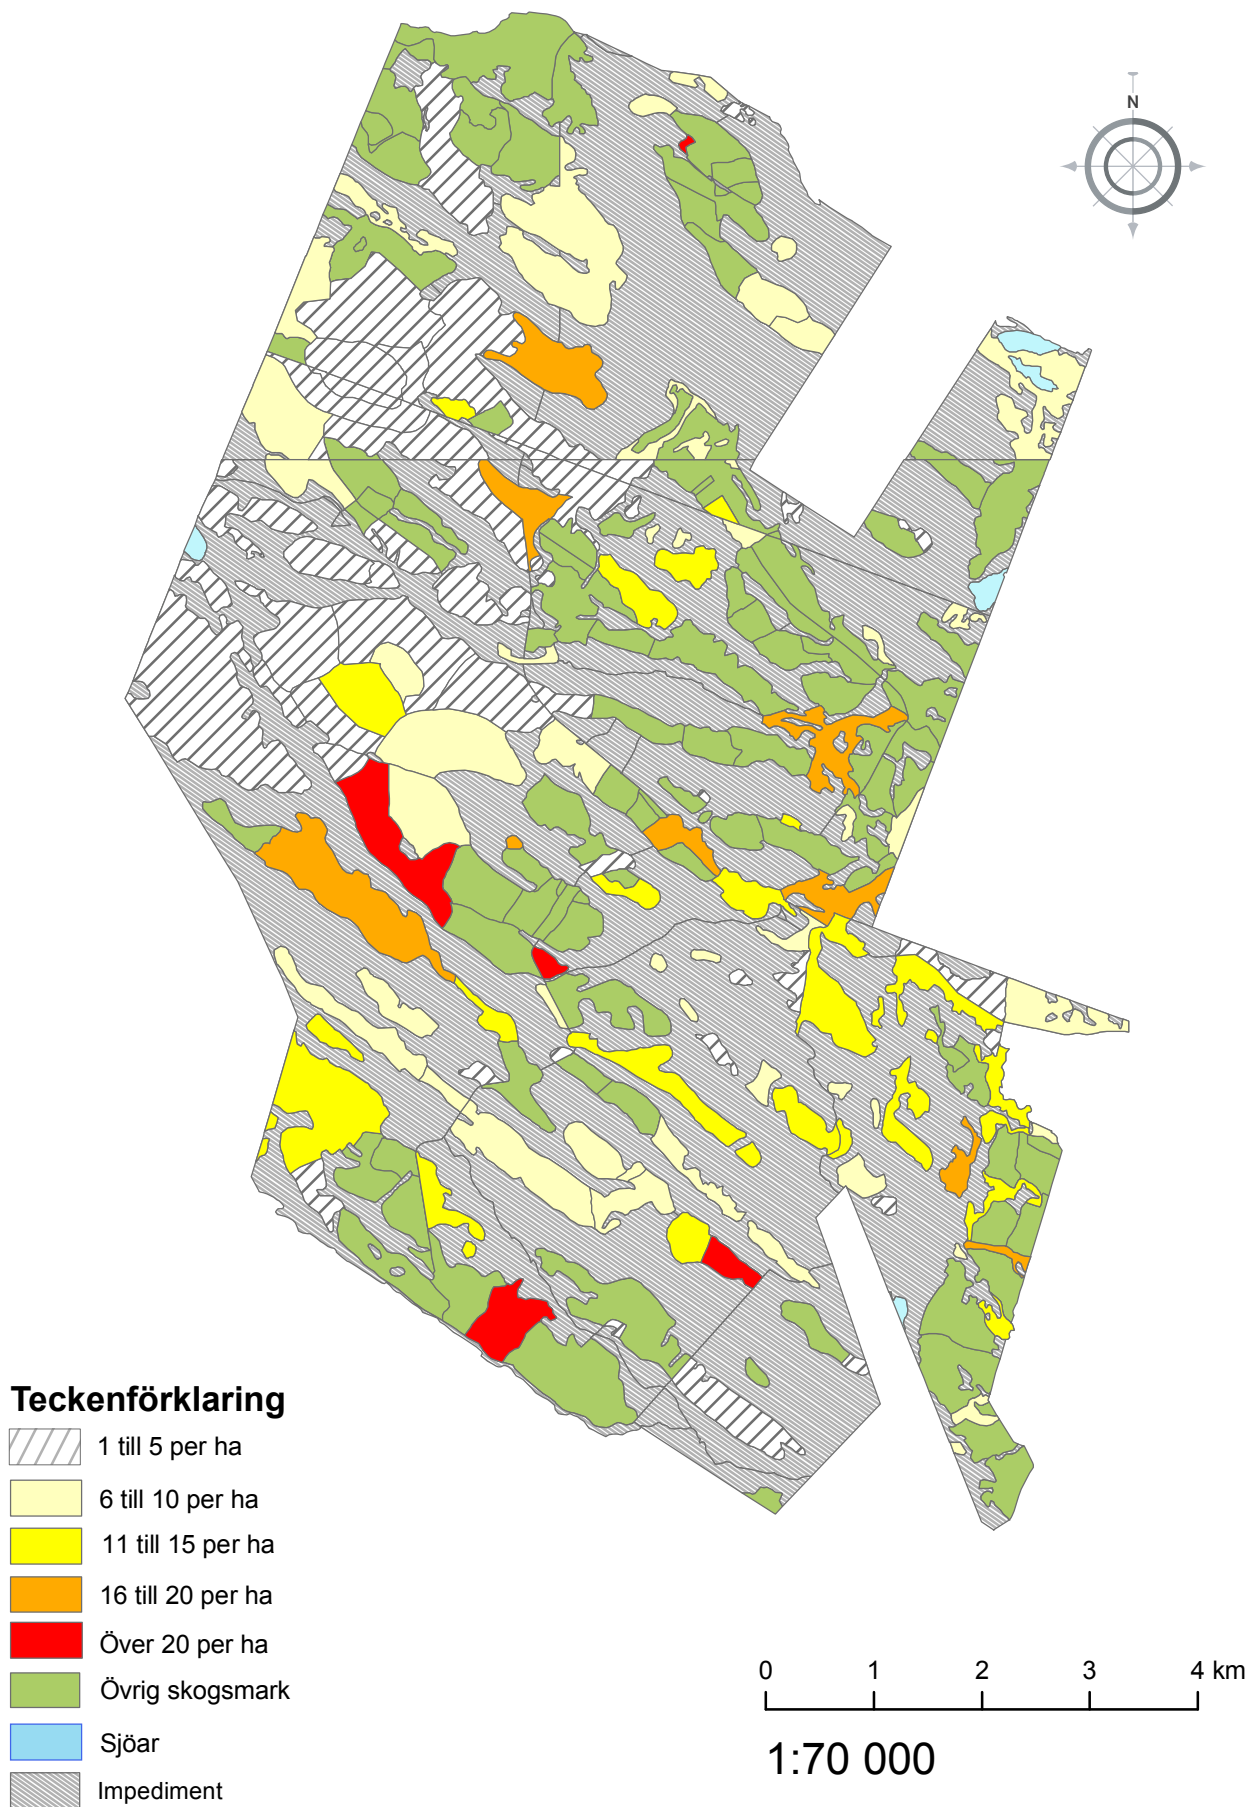 N
Teckenförklaring
1 till 5 per ha
6 till 10 per ha
11 till 15 per ha
16 till 20 per ha
Över 20 per ha
Övrig skogsmark
Sjöar
Impediment
0 1 2 3 4 km
1:70 000